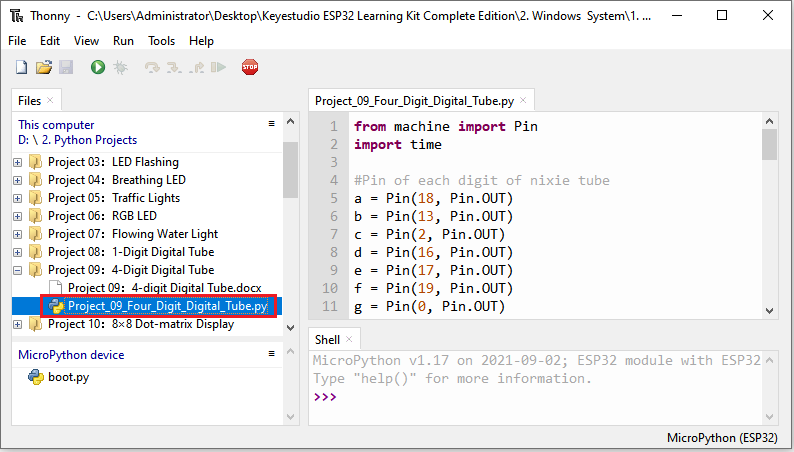 Thonny - C:\Users\Administrator\Desktop\Keyestudio ESP32 Learning Kit Complete Edition\2. Windows  System\1. ...
File Edit View Run Tools Help
STOP
Files
This computer
D: \ 2. Python Projects
Project 03：LED Flashing
Project 04：Breathing LED
Project 05：Traffic Lights
Project 06：RGB LED
Project 07：Flowing Water Light
Project 08：1-Digit Digital Tube
Project 09：4-Digit Digital Tube
Project 09：4-digit Digital Tube.docx
Project_09_Four_Digit_Digital_Tube.py
Project 10：8×8 Dot-matrix Display
MicroPython device
boot.py
Project_09_Four_Digit_Digital_Tube.py
1 from machine import Pin
2 import time
3
4 #Pin of each digit of nixie tube
5 a = Pin(18, Pin.OUT)
6 b = Pin(13, Pin.OUT)
7 c = Pin(2, Pin.OUT)
8 d = Pin(16, Pin.OUT)
9 e = Pin(17, Pin.OUT)
10 f = Pin(19, Pin.OUT)
11 g = Pin(0, Pin.OUT)
Shell
MicroPython v1.17 on 2021-09-02; ESP32 module with ESP32
Type "help()" for more information.
>>>
MicroPython (ESP32)